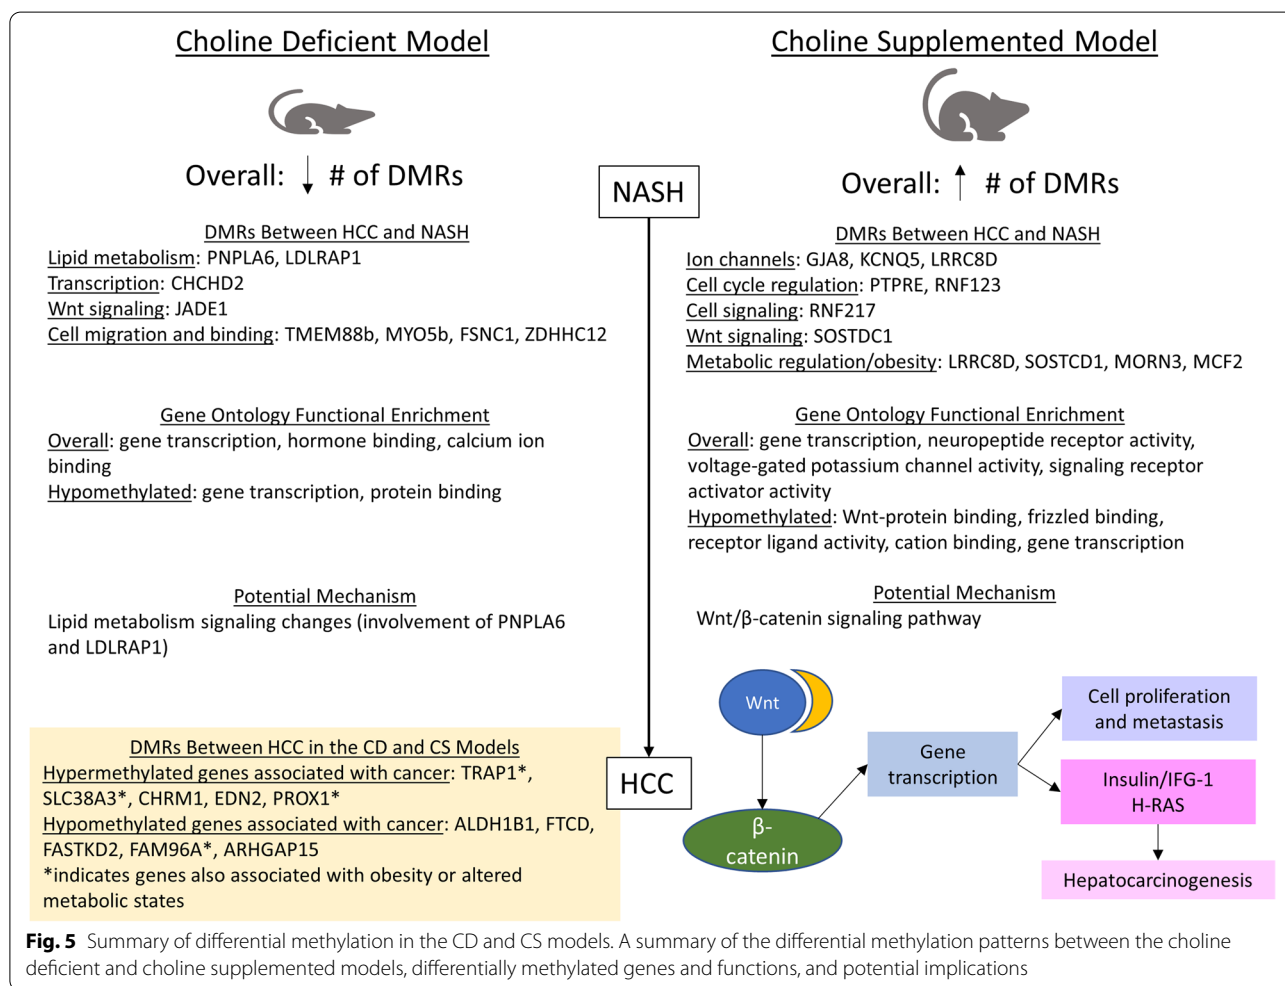 Choline Deficient Model
Overall: ↓ # of DMRs
DMRs Between HCC and NASH
Lipid metabolism: PNPLA6, LDLRAP1
Transcription: CHCHD2
Wnt signaling: JADE1
Cell migration and binding: TMEM88b, MYO5b, FSNC1, ZDHHC12
Gene Ontology Functional Enrichment
Overall: gene transcription, hormone binding, calcium ion
binding
Hypomethylated: gene transcription, protein binding
Potential Mechanism
Lipid metabolism signaling changes (involvement of PNPLA6
and LDLRAP1)
DMRs Between HCC in the CD and CS Models
Hypermethylated genes associated with cancer: TRAP1*,
SLC38A3*, CHRM1, EDN2, PROX1*
Hypomethylated genes associated with cancer: ALDH1B1, FTCD,
FASTKD2, FAM96A*, ARHGAP15
*indicates genes also associated with obesity or altered
metabolic states
NASH
HCC
Choline Supplemented Model
Overall: ↑ # of DMRs
DMRs Between HCC and NASH
Ion channels: GJA8, KCNQ5, LRRC8D
Cell cycle regulation: PTPRE, RNF123
Cell signaling: RNF217
Wnt signaling: SOSTDC1
Metabolic regulation/obesity: LRRC8D, SOSTCD1, MORN3, MCF2
Gene Ontology Functional Enrichment
Overall: gene transcription, neuropeptide receptor activity,
voltage-gated potassium channel activity, signaling receptor
activator activity
Hypomethylated: Wnt-protein binding, frizzled binding,
receptor ligand activity, cation binding, gene transcription
Potential Mechanism
Wnt/β-catenin signaling pathway
Wnt
β-
catenin
Gene
transcription
Cell proliferation
and metastasis
Insulin/IFG-1
H-RAS
Hepatocarcinogenesis
Fig. 5 Summary of differential methylation in the CD and CS models. A summary of the differential methylation patterns between the choline
deficient and choline supplemented models, differentially methylated genes and functions, and potential implications